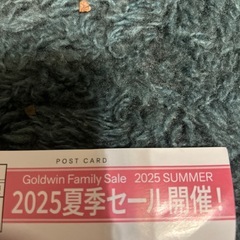 POST CARD
Goldwin Family Sale 2025 SUMMER
2025夏季セール開催！